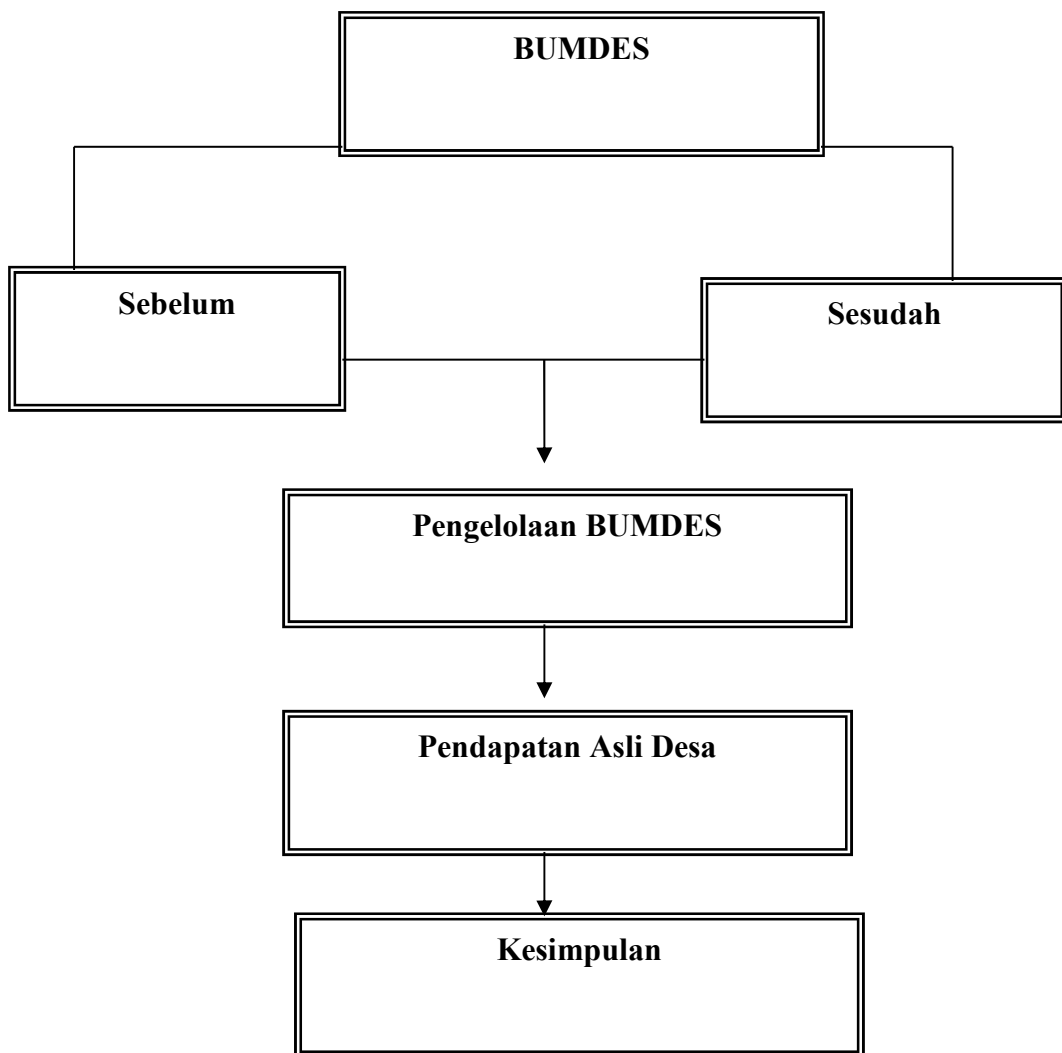 BUMDES
Sebelum
Sesudah
Pengelolaan BUMDES
Pendapatan Asli Desa
Kesimpulan